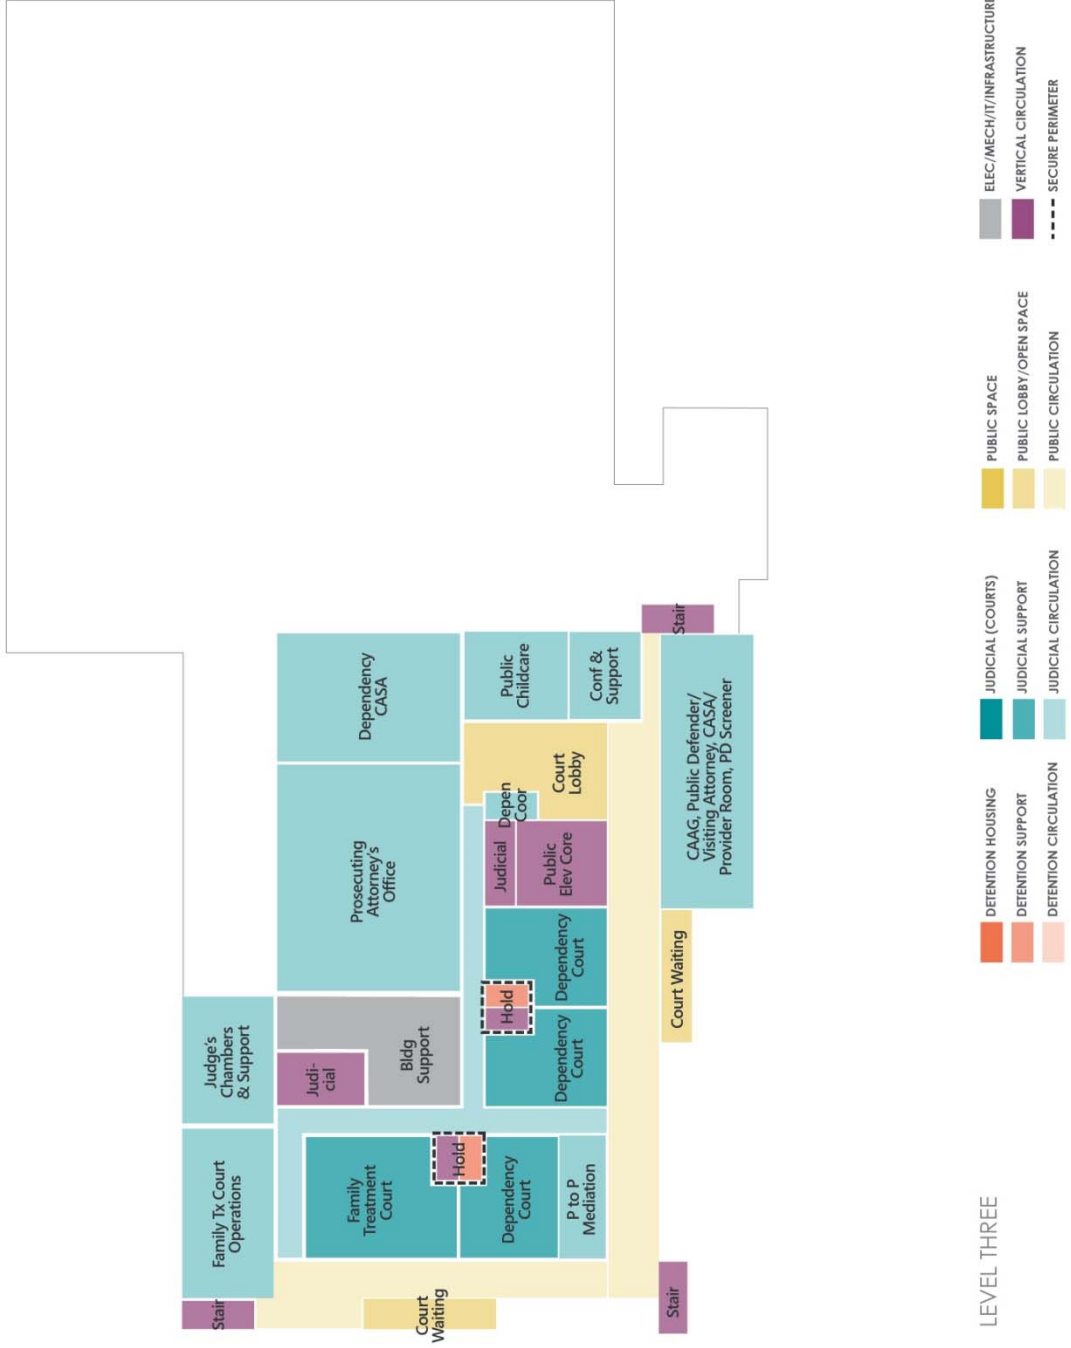 Stair
Family Tx Court
Operations
Judge's
Chambers
& Support
Court
Waiting
Family
Treatment
Court
Hold
Dependency
Court
P to P
Mediation
Judi-
cial
Bldg
Support
Prosecuting
Attorney's
Office
Dependency
CASA
Dependency
Court
Hold
Dependency
Court
Judicial
Public
Elev Core
Depen
Coor
Court
Lobby
Public
Childcare
Conf &
Support
Stair
Court Waiting
CAAG, Public Defender/
Visiting Attorney, CASA/
Provider Room, PD Screener
Stair
LEVEL THREE
DETENTION HOUSING
DETENTION SUPPORT
DETENTION CIRCULATION
JUDICIAL (COURTS)
JUDICIAL SUPPORT
JUDICIAL CIRCULATION
PUBLIC SPACE
PUBLIC LOBBY/OPEN SPACE
PUBLIC CIRCULATION
ELEC/MECH/IT/INFRASTRUCTURE
VERTICAL CIRCULATION
SECURE PERIMETER